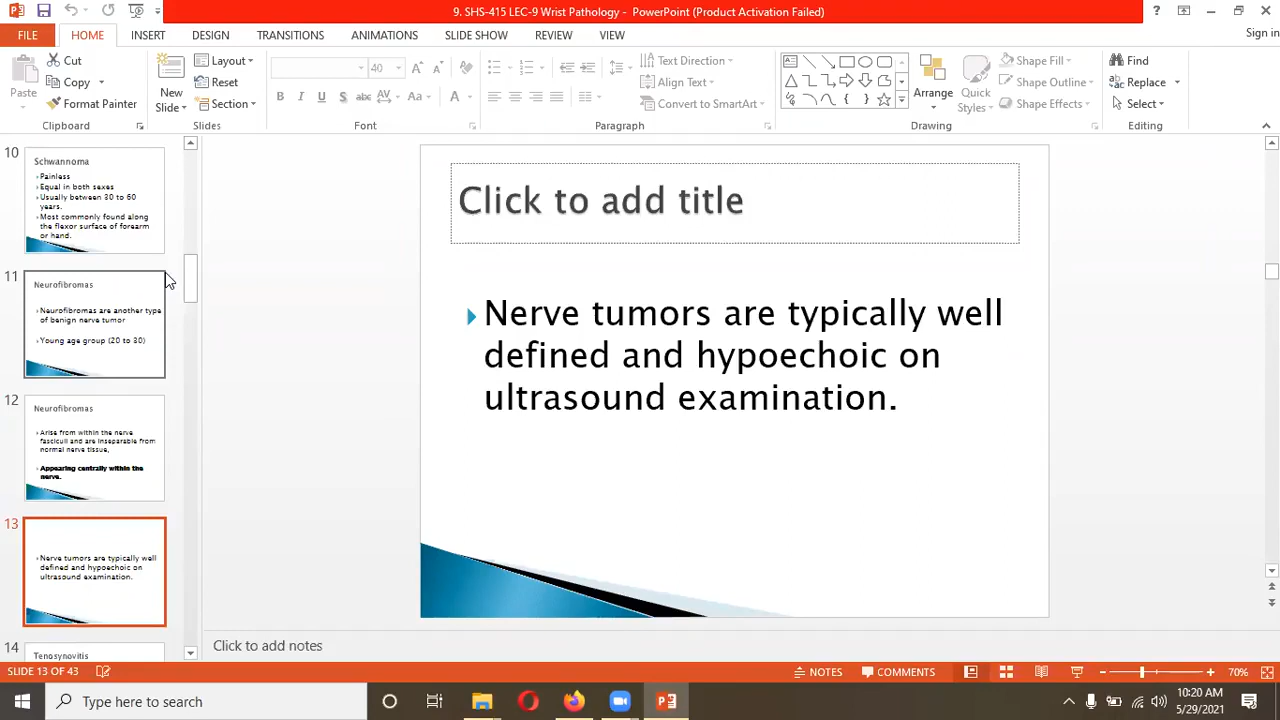 9. SHS-415 LEC-9 Wrist Pathology - PowerPoint (Product Activation Failed)
?
FILE HOME INSERT DESIGN TRANSITIONS ANIMATIONS SLIDE SHOW REVIEW VIEW Sign in
Paste
Cut
Copy
Format Painter
Clipboard
New Slide
Layout
Reset
Section
Slides
40
B I U S abc AV Aa A
Font
Text Direction
Align Text
Convert to SmartArt
Paragraph
Arrange
Quick Styles
Shape Fill
Shape Outline
Shape Effects
Drawing
Find
Replace
Select
Editing
10
Schwannoma
Painless
Equal in both sexes
Usually between 30 to 60
years.
Most commonly found along
the flexor surface of forearm
or hand.
11
Neurofibromas
Neurofibromas are another type
of benign nerve tumor
Young age group (20 to 30)
12
Neurofibromas
Arise from within the nerve
fasciculi and are inseparable from
normal nerve tissue,
Appearing centrally within the
nerve.
13
Nerve tumors are typically well
defined and hypoechoic on
ultrasound examination.
14
Tenosynovitis
Click to add title
Nerve tumors are typically well
defined and hypoechoic on
ultrasound examination.
Click to add notes
SLIDE 13 OF 43
NOTES COMMENTS 70%
Type here to search
10:20 AM
5/29/2021